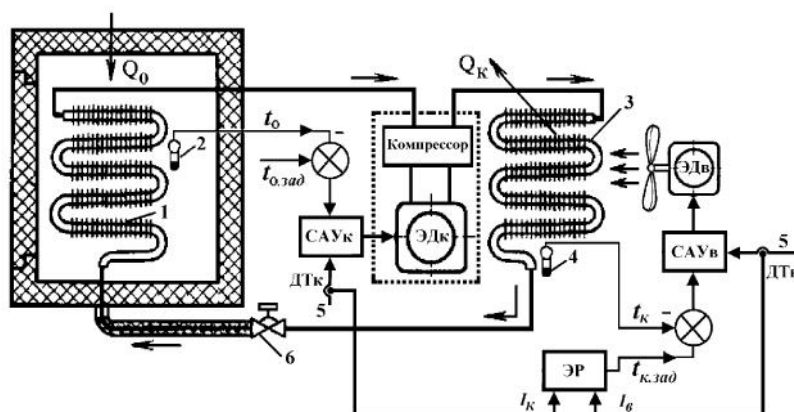 Q0
QК
3
tо
2
tо.зад
Компрессор
ЭДв
1
САУк
ЭДк
5
САУв
4
ДТк
ДТв
5
tк
6
ЭР
tк.зад
Iк
Iв